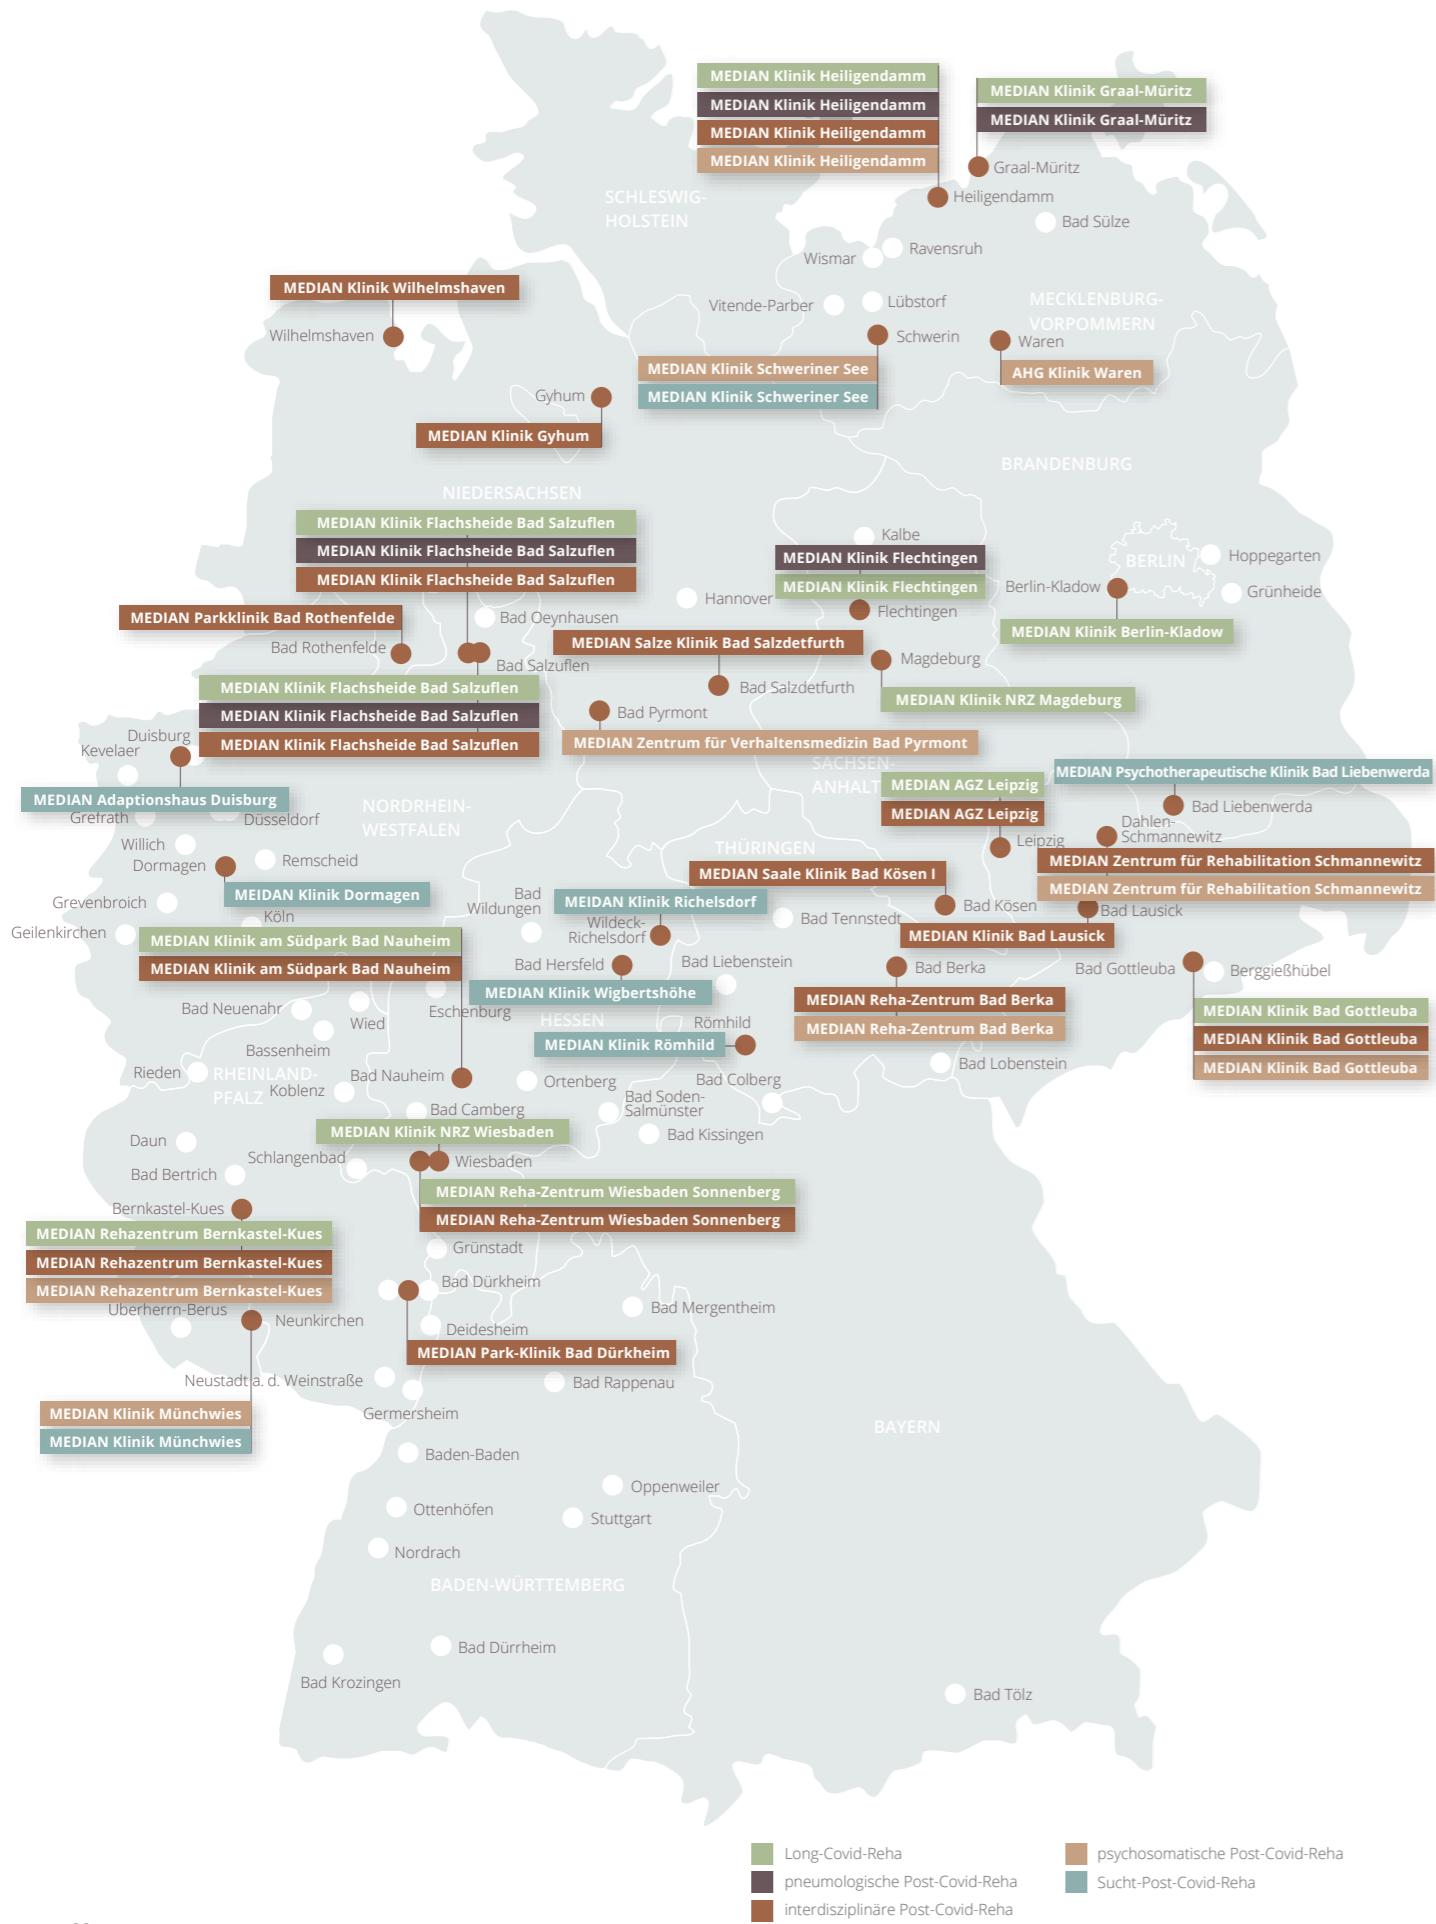 MEDIAN Klinik Heiligendamm
MEDIAN Klinik Heiligendamm
MEDIAN Klinik Heiligendamm
MEDIAN Klinik Heiligendamm
MEDIAN Klinik Graal-Müritz
MEDIAN Klinik Graal-Müritz
Graal-Müritz
Heiligendamm
SCHLESWIG-
HOLSTEIN
Bad Sülze
Ravensruh
Wismar
MEDIAN Klinik Wilhelmshaven
Wilhelmshaven
Vitende-Parber
Lübstorf
MECKLENBURG-
VORPOMMERN
Schwerin
Waren
MEDIAN Klinik Schweriner See
MEDIAN Klinik Schweriner See
AHG Klinik Waren
Gyhum
MEDIAN Klinik Gyhum
BRANDENBURG
NIEDERSACHSEN
MEDIAN Klinik Flachsheide Bad Salzuflen
MEDIAN Klinik Flachsheide Bad Salzuflen
MEDIAN Klinik Flachsheide Bad Salzuflen
Kalbe
MEDIAN Klinik Flechtingen
MEDIAN Klinik Flechtingen
Flechtingen
BERLIN
Hoppegarten
Berlin-Kladow
Grünheide
MEDIAN Klinik Berlin-Kladow
Hannover
MEDIAN Parkklinik Bad Rothenfelde
Bad Rothenfelde
Bad Oeynhausen
Bad Salzuflen
MEDIAN Salze Klinik Bad Salzdetfurth
Bad Salzdetfurth
Magdeburg
MEDIAN Klinik NRZ Magdeburg
MEDIAN Klinik Flachsheide Bad Salzuflen
MEDIAN Klinik Flachsheide Bad Salzuflen
MEDIAN Klinik Flachsheide Bad Salzuflen
Bad Pyrmont
MEDIAN Zentrum für Verhaltensmedizin Bad Pyrmont
Duisburg
Kevelaer
MEDIAN Adaptionshaus Duisburg
Grefrath
Düsseldorf
NORDRHEIN-
WESTFALEN
SACHSEN-
ANHALT
MEDIAN AGZ Leipzig
MEDIAN AGZ Leipzig
Leipzig
MEDIAN Psychotherapeutische Klinik Bad Liebenwerda
Bad Liebenwerda
Dahlen-
Schmannewitz
MEDIAN Zentrum für Rehabilitation Schmannewitz
MEDIAN Zentrum für Rehabilitation Schmannewitz
Willich
Dormagen
Remscheid
MEIDAN Klinik Dormagen
THÜRINGEN
MEDIAN Saale Klinik Bad Kösen I
Bad Kösen
Bad Lausick
MEDIAN Klinik Bad Lausick
Grevenbroich
Geilenkirchen
Köln
Bad
Wildungen
MEIDAN Klinik Richelsdorf
Wildeck-
Richelsdorf
Bad Tennstedt
MEDIAN Klinik am Südpark Bad Nauheim
MEDIAN Klinik am Südpark Bad Nauheim
Bad Hersfeld
MEDIAN Klinik Wigbertshöhe
Bad Liebenstein
Bad Berka
MEDIAN Reha-Zentrum Bad Berka
MEDIAN Reha-Zentrum Bad Berka
Bad Gottleuba
Berggießhübel
MEDIAN Klinik Bad Gottleuba
MEDIAN Klinik Bad Gottleuba
MEDIAN Klinik Bad Gottleuba
Bad Neuenahr
Wied
Eschenburg
HESSEN
Römhild
MEDIAN Klinik Römhild
Bassenheim
Rieden
RHEINLAND-
PFALZ
Koblenz
Bad Nauheim
Ortenberg
Bad Colberg
Bad Lobenstein
Bad Soden-
Salmünster
Bad Camberg
Bad Kissingen
MEDIAN Klinik NRZ Wiesbaden
Daun
Schlangenbad
Wiesbaden
Bad Bertrich
MEDIAN Reha-Zentrum Wiesbaden Sonnenberg
MEDIAN Reha-Zentrum Wiesbaden Sonnenberg
Bernkastel-Kues
MEDIAN Rehazentrum Bernkastel-Kues
MEDIAN Rehazentrum Bernkastel-Kues
MEDIAN Rehazentrum Bernkastel-Kues
Grünstadt
Bad Dürkheim
Überherrn-Berus
Neunkirchen
Deidesheim
Bad Mergentheim
MEDIAN Park-Klinik Bad Dürkheim
Neustadt a. d. Weinstraße
Bad Rappenau
MEDIAN Klinik Münchwies
MEDIAN Klinik Münchwies
Germersheim
BAYERN
Baden-Baden
Oppenweiler
Ottenhöfen
Stuttgart
Nordrach
BADEN-WÜRTTEMBERG
Bad Dürrheim
Bad Krozingen
Bad Tölz
Long-Covid-Reha
pneumologische Post-Covid-Reha
interdisziplinäre Post-Covid-Reha
psychosomatische Post-Covid-Reha
Sucht-Post-Covid-Reha